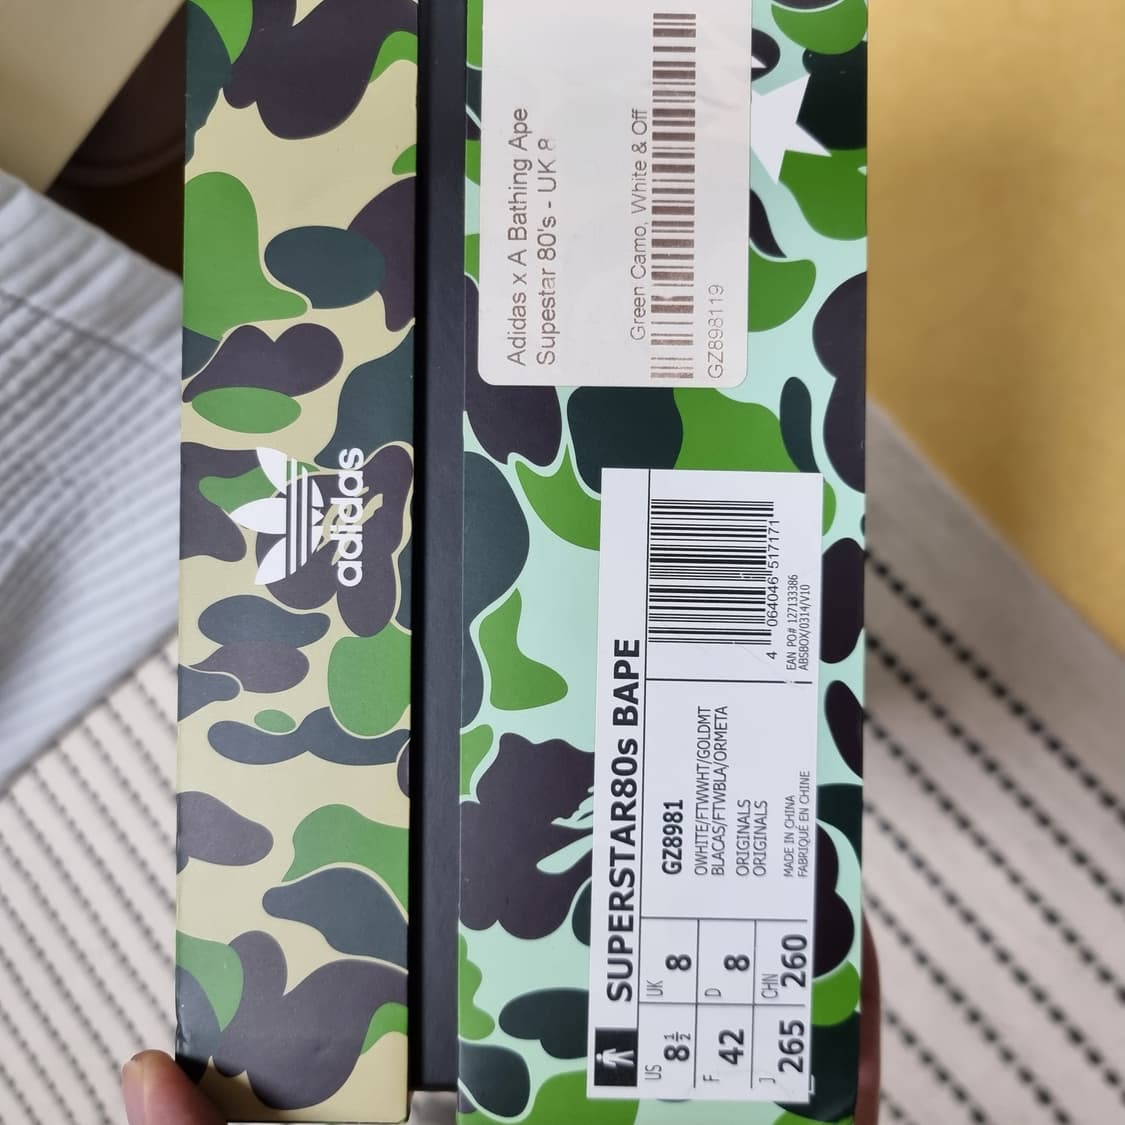 adidas
Adidas x A Bathing Ape
Supestar 80's - UK 8
Green Camo, White & Off
GZ898119
SUPERSTAR80s BAPE
GZ8981
OWHITE/FTWWHT/GOLDMT
BLACAS/FTWBLA/ORMETA
ORIGINALS
ORIGINALS
MADE IN CHINA
FABRIQUÉ EN CHINE
4 064046 517171
EAN PO# 127133386
ABSBOX/0314/V10
US 8½ UK 8
F 42 D 8
J 265 CHN 260